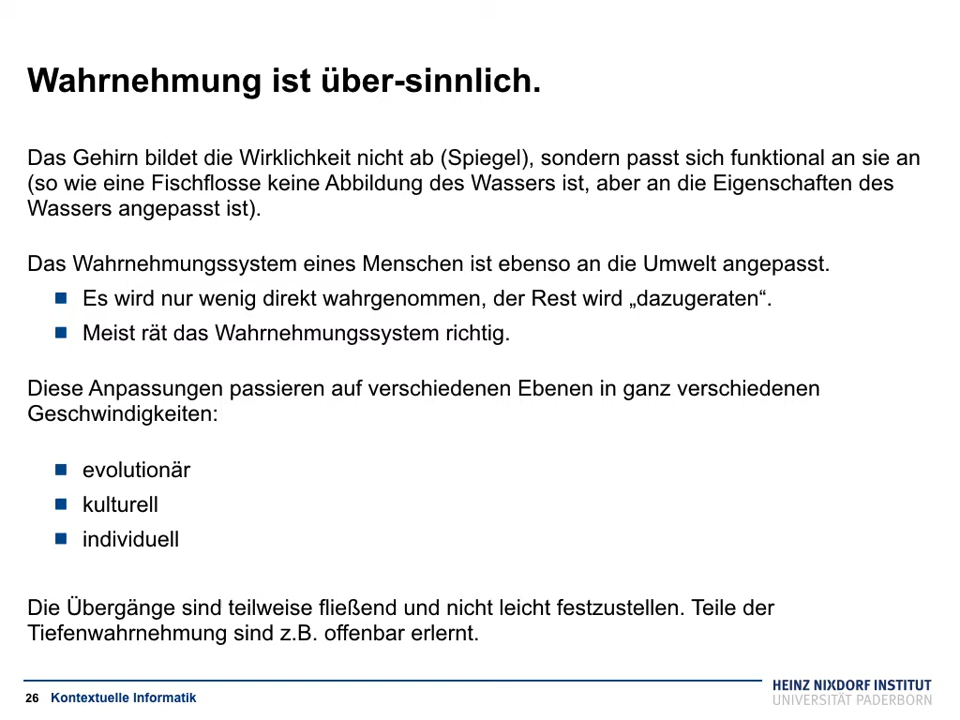 Wahrnehmung ist über-sinnlich.
Das Gehirn bildet die Wirklichkeit nicht ab (Spiegel), sondern passt sich funktional an sie an
(so wie eine Fischflosse keine Abbildung des Wassers ist, aber an die Eigenschaften des
Wassers angepasst ist).
Das Wahrnehmungssystem eines Menschen ist ebenso an die Umwelt angepasst.
Es wird nur wenig direkt wahrgenommen, der Rest wird „dazugeraten“.
Meist rät das Wahrnehmungssystem richtig.
Diese Anpassungen passieren auf verschiedenen Ebenen in ganz verschiedenen
Geschwindigkeiten:
evolutionär
kulturell
individuell
Die Übergänge sind teilweise fließend und nicht leicht festzustellen. Teile der
Tiefenwahrnehmung sind z.B. offenbar erlernt.
26 Kontextuelle Informatik
HEINZ NIXDORF INSTITUT
UNIVERSITÄT PADERBORN